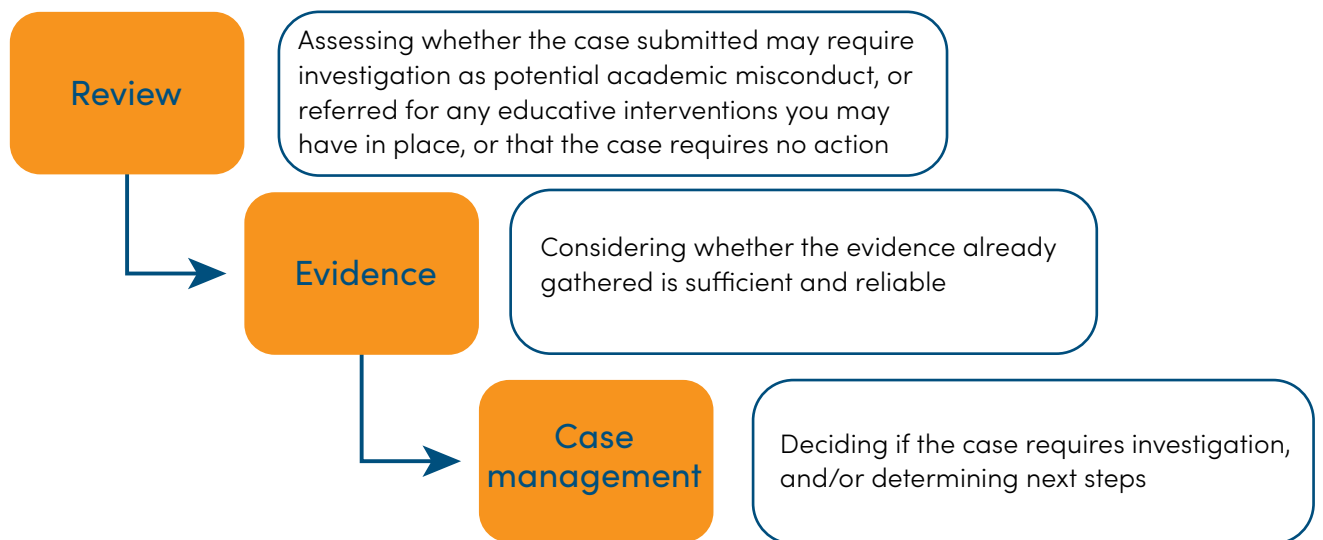 Review
Assessing whether the case submitted may require
investigation as potential academic misconduct, or
referred for any educative interventions you may
have in place, or that the case requires no action
Evidence
Considering whether the evidence already
gathered is sufficient and reliable
Case
management
Deciding if the case requires investigation,
and/or determining next steps